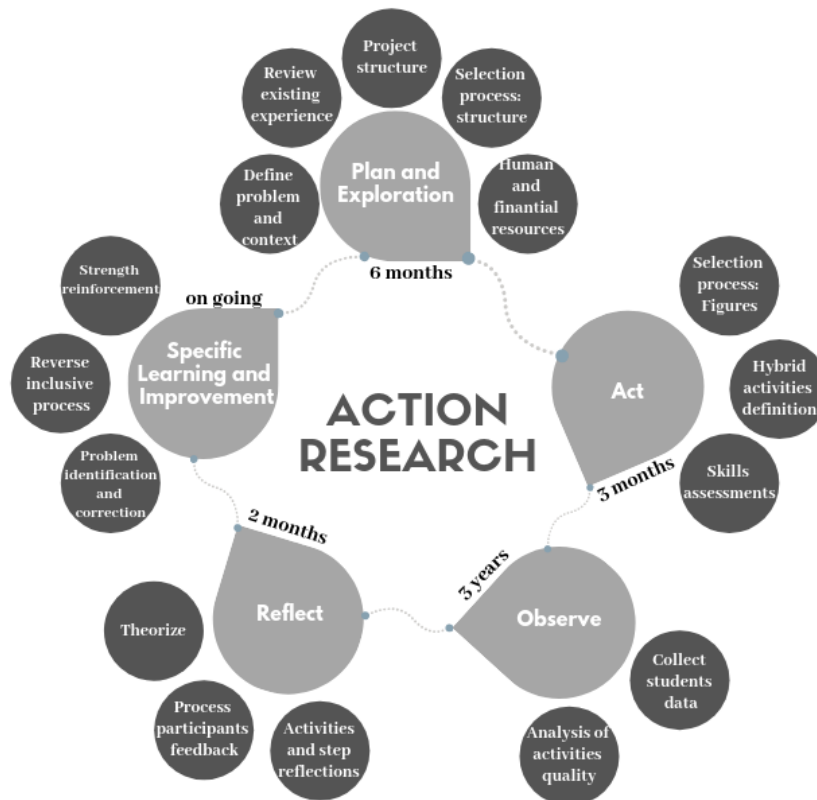 Project
structure
Review
existing
experience
Selection
process:
structure
Define
problem
and
context
Plan and
Exploration
Human
and
finantial
resources
6 months
Selection
process:
Figures
Act
Hybrid
activities
definition
Skills
assessments
3 months
ACTION
RESEARCH
3 years
Observe
Collect
students
data
Analysis of
activities
quality
2 months
Reflect
Activities
and step
reflections
Process
participants
feedback
Theorize
on going
Specific
Learning and
Improvement
Problem
identification
and
correction
Reverse
inclusive
process
Strength
reinforcement